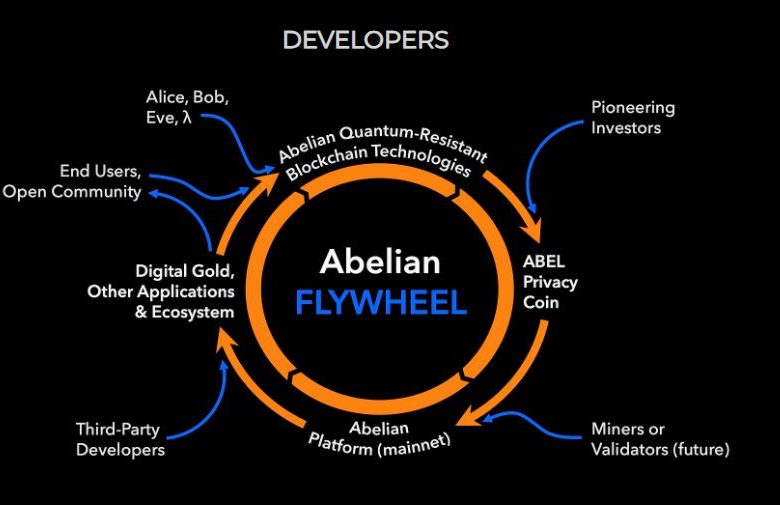 DEVELOPERS
Alice, Bob,
Eve, λ
Pioneering
Investors
Abelian Quantum-Resistant
Blockchain Technologies
End Users,
Open Community
Abelian
FLYWHEEL
ABEL
Privacy
Coin
Digital Gold,
Other Applications
& Ecosystem
Third-Party
Developers
Abelian
Platform (mainnet)
Miners or
Validators (future)